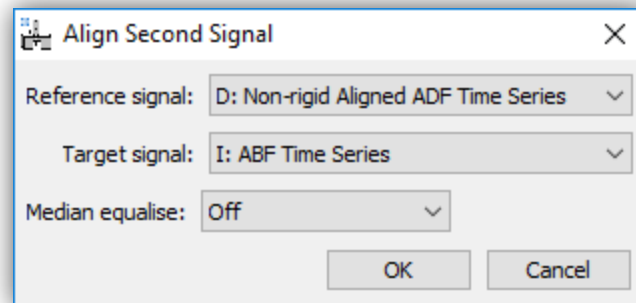 Align Second Signal
Reference signal: D: Non-rigid Aligned ADF Time Series
Target signal: I: ABF Time Series
Median equalise: Off
OK Cancel